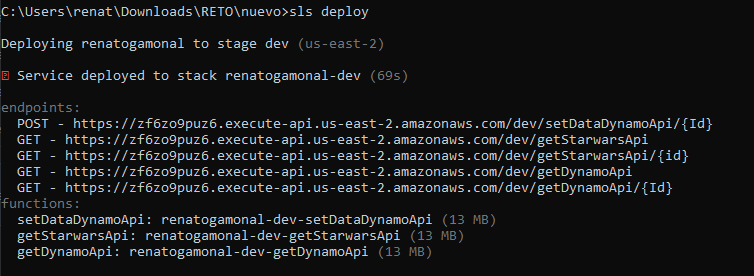 C:\Users\renat\Downloads\RETO\nuevo>sls deploy
Deploying renatogamonal to stage dev (us-east-2)
Service deployed to stack renatogamonal-dev (69s)
endpoints:
POST - https://zf6zo9puz6.execute-api.us-east-2.amazonaws.com/dev/setDataDynamoApi/{Id}
GET - https://zf6zo9puz6.execute-api.us-east-2.amazonaws.com/dev/getStarwarsApi
GET - https://zf6zo9puz6.execute-api.us-east-2.amazonaws.com/dev/getStarwarsApi/{id}
GET - https://zf6zo9puz6.execute-api.us-east-2.amazonaws.com/dev/getDynamoApi
GET - https://zf6zo9puz6.execute-api.us-east-2.amazonaws.com/dev/getDynamoApi/{Id}
functions:
setDataDynamoApi: renatogamonal-dev-setDataDynamoApi (13 MB)
getStarwarsApi: renatogamonal-dev-getStarwarsApi (13 MB)
getDynamoApi: renatogamonal-dev-getDynamoApi (13 MB)